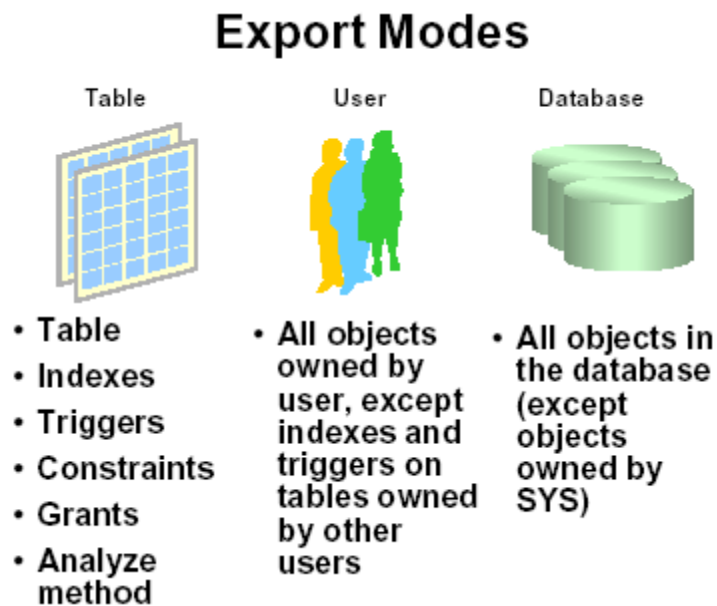 Export Modes
Table
User
Database
• Table
• Indexes
• Triggers
• Constraints
• Grants
• Analyze
method
• All objects
owned by
user, except
indexes and
triggers on
tables owned
by other
users
• All objects in
the database
(except
objects
owned by
SYS)